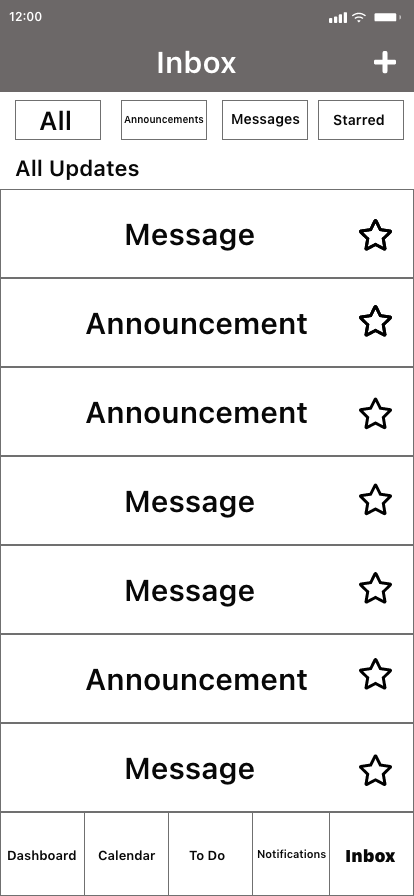 12:00
Inbox
All Announcements Messages Starred
All Updates
Message
Announcement
Announcement
Message
Message
Announcement
Message
Dashboard Calendar To Do Notifications Inbox